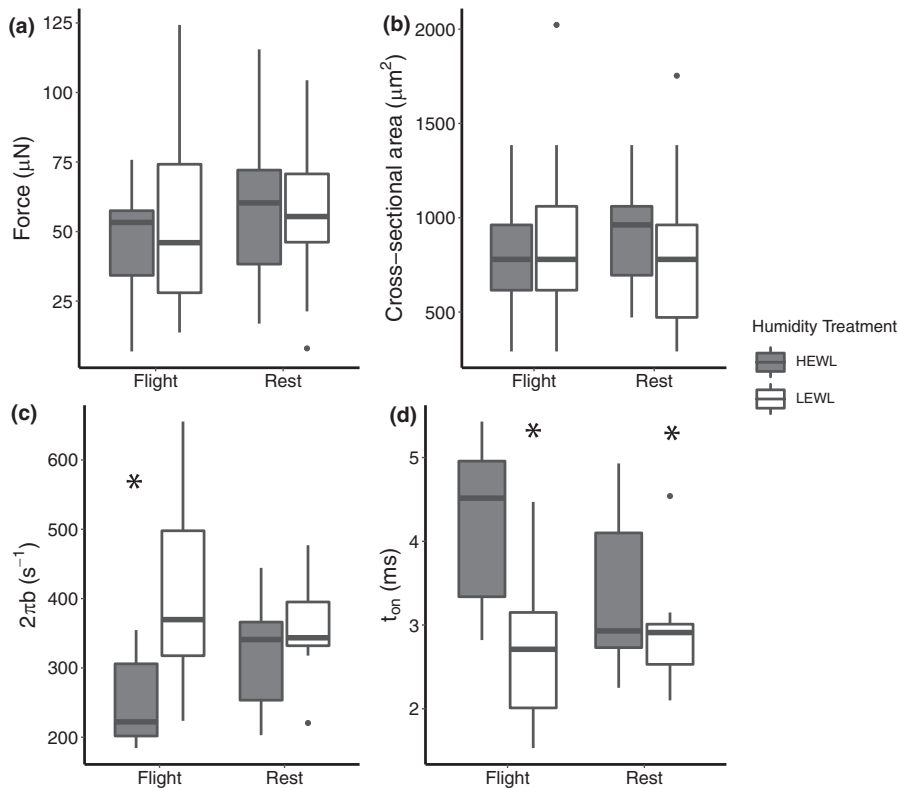 (a)
Force (μN)
125
100
75
50
25
Flight
Rest
(b)
Cross−sectional area (μm²)
2000
1500
1000
500
Flight
Rest
Humidity Treatment
HEWL
LEWL
(c)
2πb (s⁻¹)
600
500
400
300
200
*
Flight
Rest
(d)
t_on (ms)
5
4
3
2
*
*
Flight
Rest